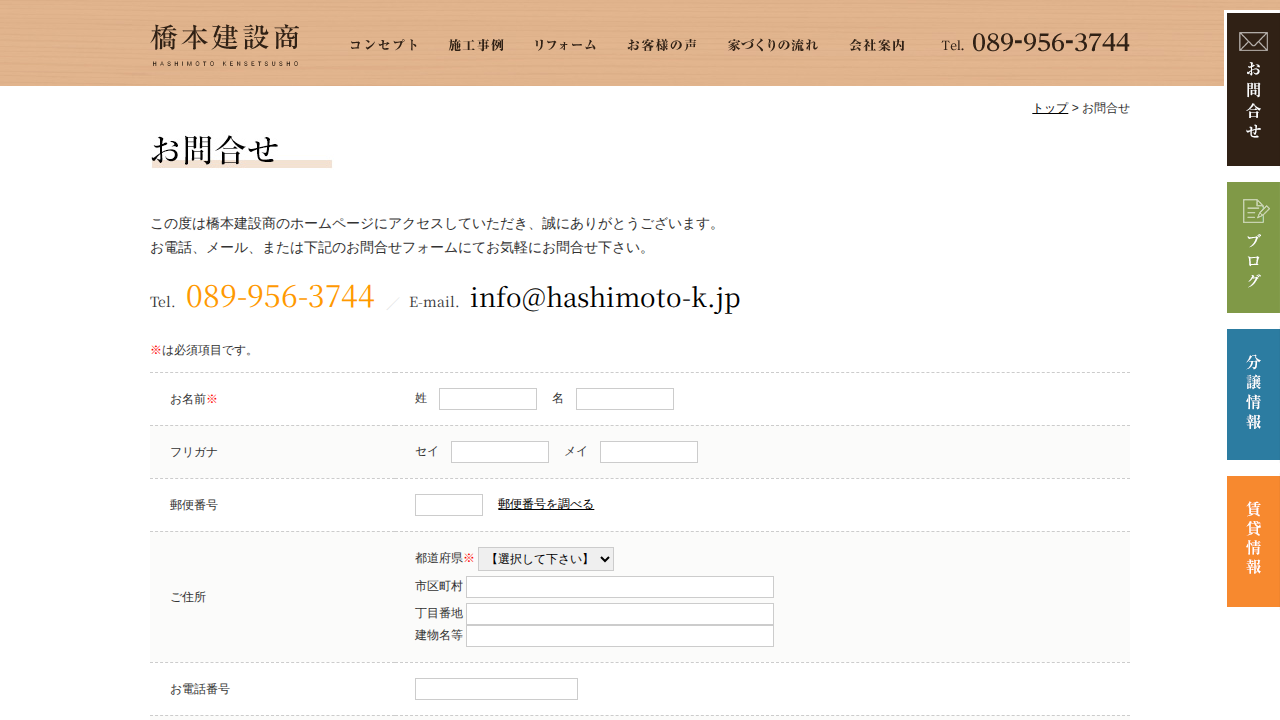 橋本建設商
HASHIMOTO KENSETSUSHO
コンセプト 施工事例 リフォーム お客様の声 家づくりの流れ 会社案内 Tel. 089-956-3744
トップ > お問合せ
お問合せ
この度は橋本建設商のホームページにアクセスしていただき、誠にありがとうございます。
お電話、メール、または下記のお問合せフォームにてお気軽にお問合せ下さい。
Tel. 089-956-3744 ／ E-mail. info@hashimoto-k.jp
※は必須項目です。
お名前※ 姓 名
フリガナ セイ メイ
郵便番号 郵便番号を調べる
ご住所
都道府県※ 【選択して下さい】
市区町村
丁目番地
建物名等
お電話番号
お問合せ
ブログ
分譲情報
賃貸情報